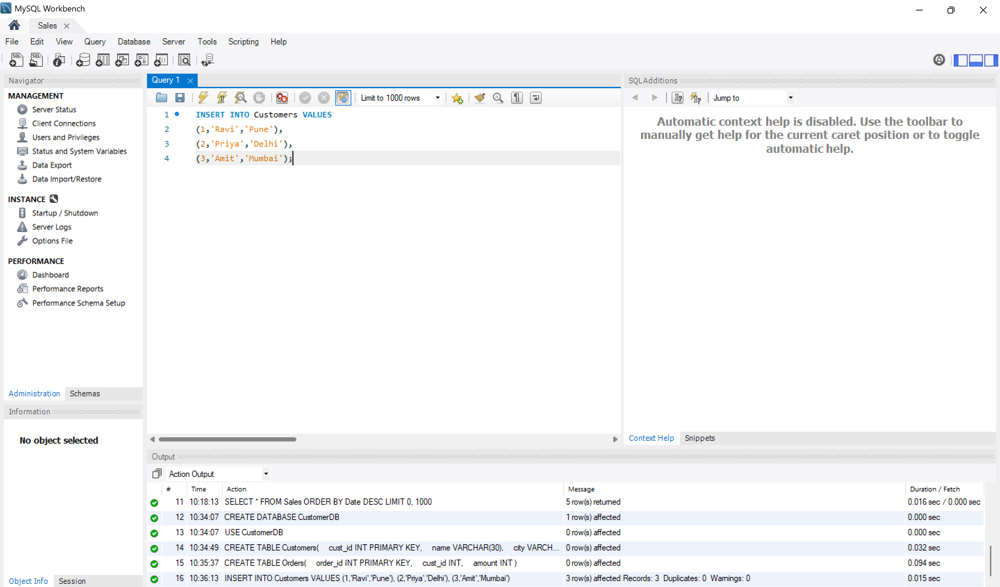 MySQL Workbench
Sales
File Edit View Query Database Server Tools Scripting Help
Navigator
MANAGEMENT
Server Status
Client Connections
Users and Privileges
Status and System Variables
Data Export
Data Import/Restore
INSTANCE
Startup / Shutdown
Server Logs
Options File
PERFORMANCE
Dashboard
Performance Reports
Performance Schema Setup
Administration Schemas
Information
No object selected
Object Info Session
Query 1
Limit to 1000 rows
1 INSERT INTO Customers VALUES
2 (1,'Ravi','Pune'),
3 (2,'Priya','Delhi'),
4 (3,'Amit','Mumbai');
SQLAdditions
Jump to
Automatic context help is disabled. Use the toolbar to
manually get help for the current caret position or to toggle
automatic help.
Context Help Snippets
Output
Action Output
# Time Action Message Duration / Fetch
11 10:18:13 SELECT * FROM Sales ORDER BY Date DESC LIMIT 0, 1000 5 row(s) returned 0.016 sec / 0.000 sec
12 10:34:07 CREATE DATABASE CustomerDB 1 row(s) affected 0.000 sec
13 10:34:07 USE CustomerDB 0 row(s) affected 0.000 sec
14 10:34:49 CREATE TABLE Customers( cust_id INT PRIMARY KEY, name VARCHAR(30), city VARCH... 0 row(s) affected 0.032 sec
15 10:35:37 CREATE TABLE Orders( order_id INT PRIMARY KEY, cust_id INT, amount INT ) 0 row(s) affected 0.094 sec
16 10:36:13 INSERT INTO Customers VALUES (1,'Ravi','Pune'), (2,'Priya','Delhi'), (3,'Amit','Mumbai') 3 row(s) affected Records: 3 Duplicates: 0 Warnings: 0 0.015 sec